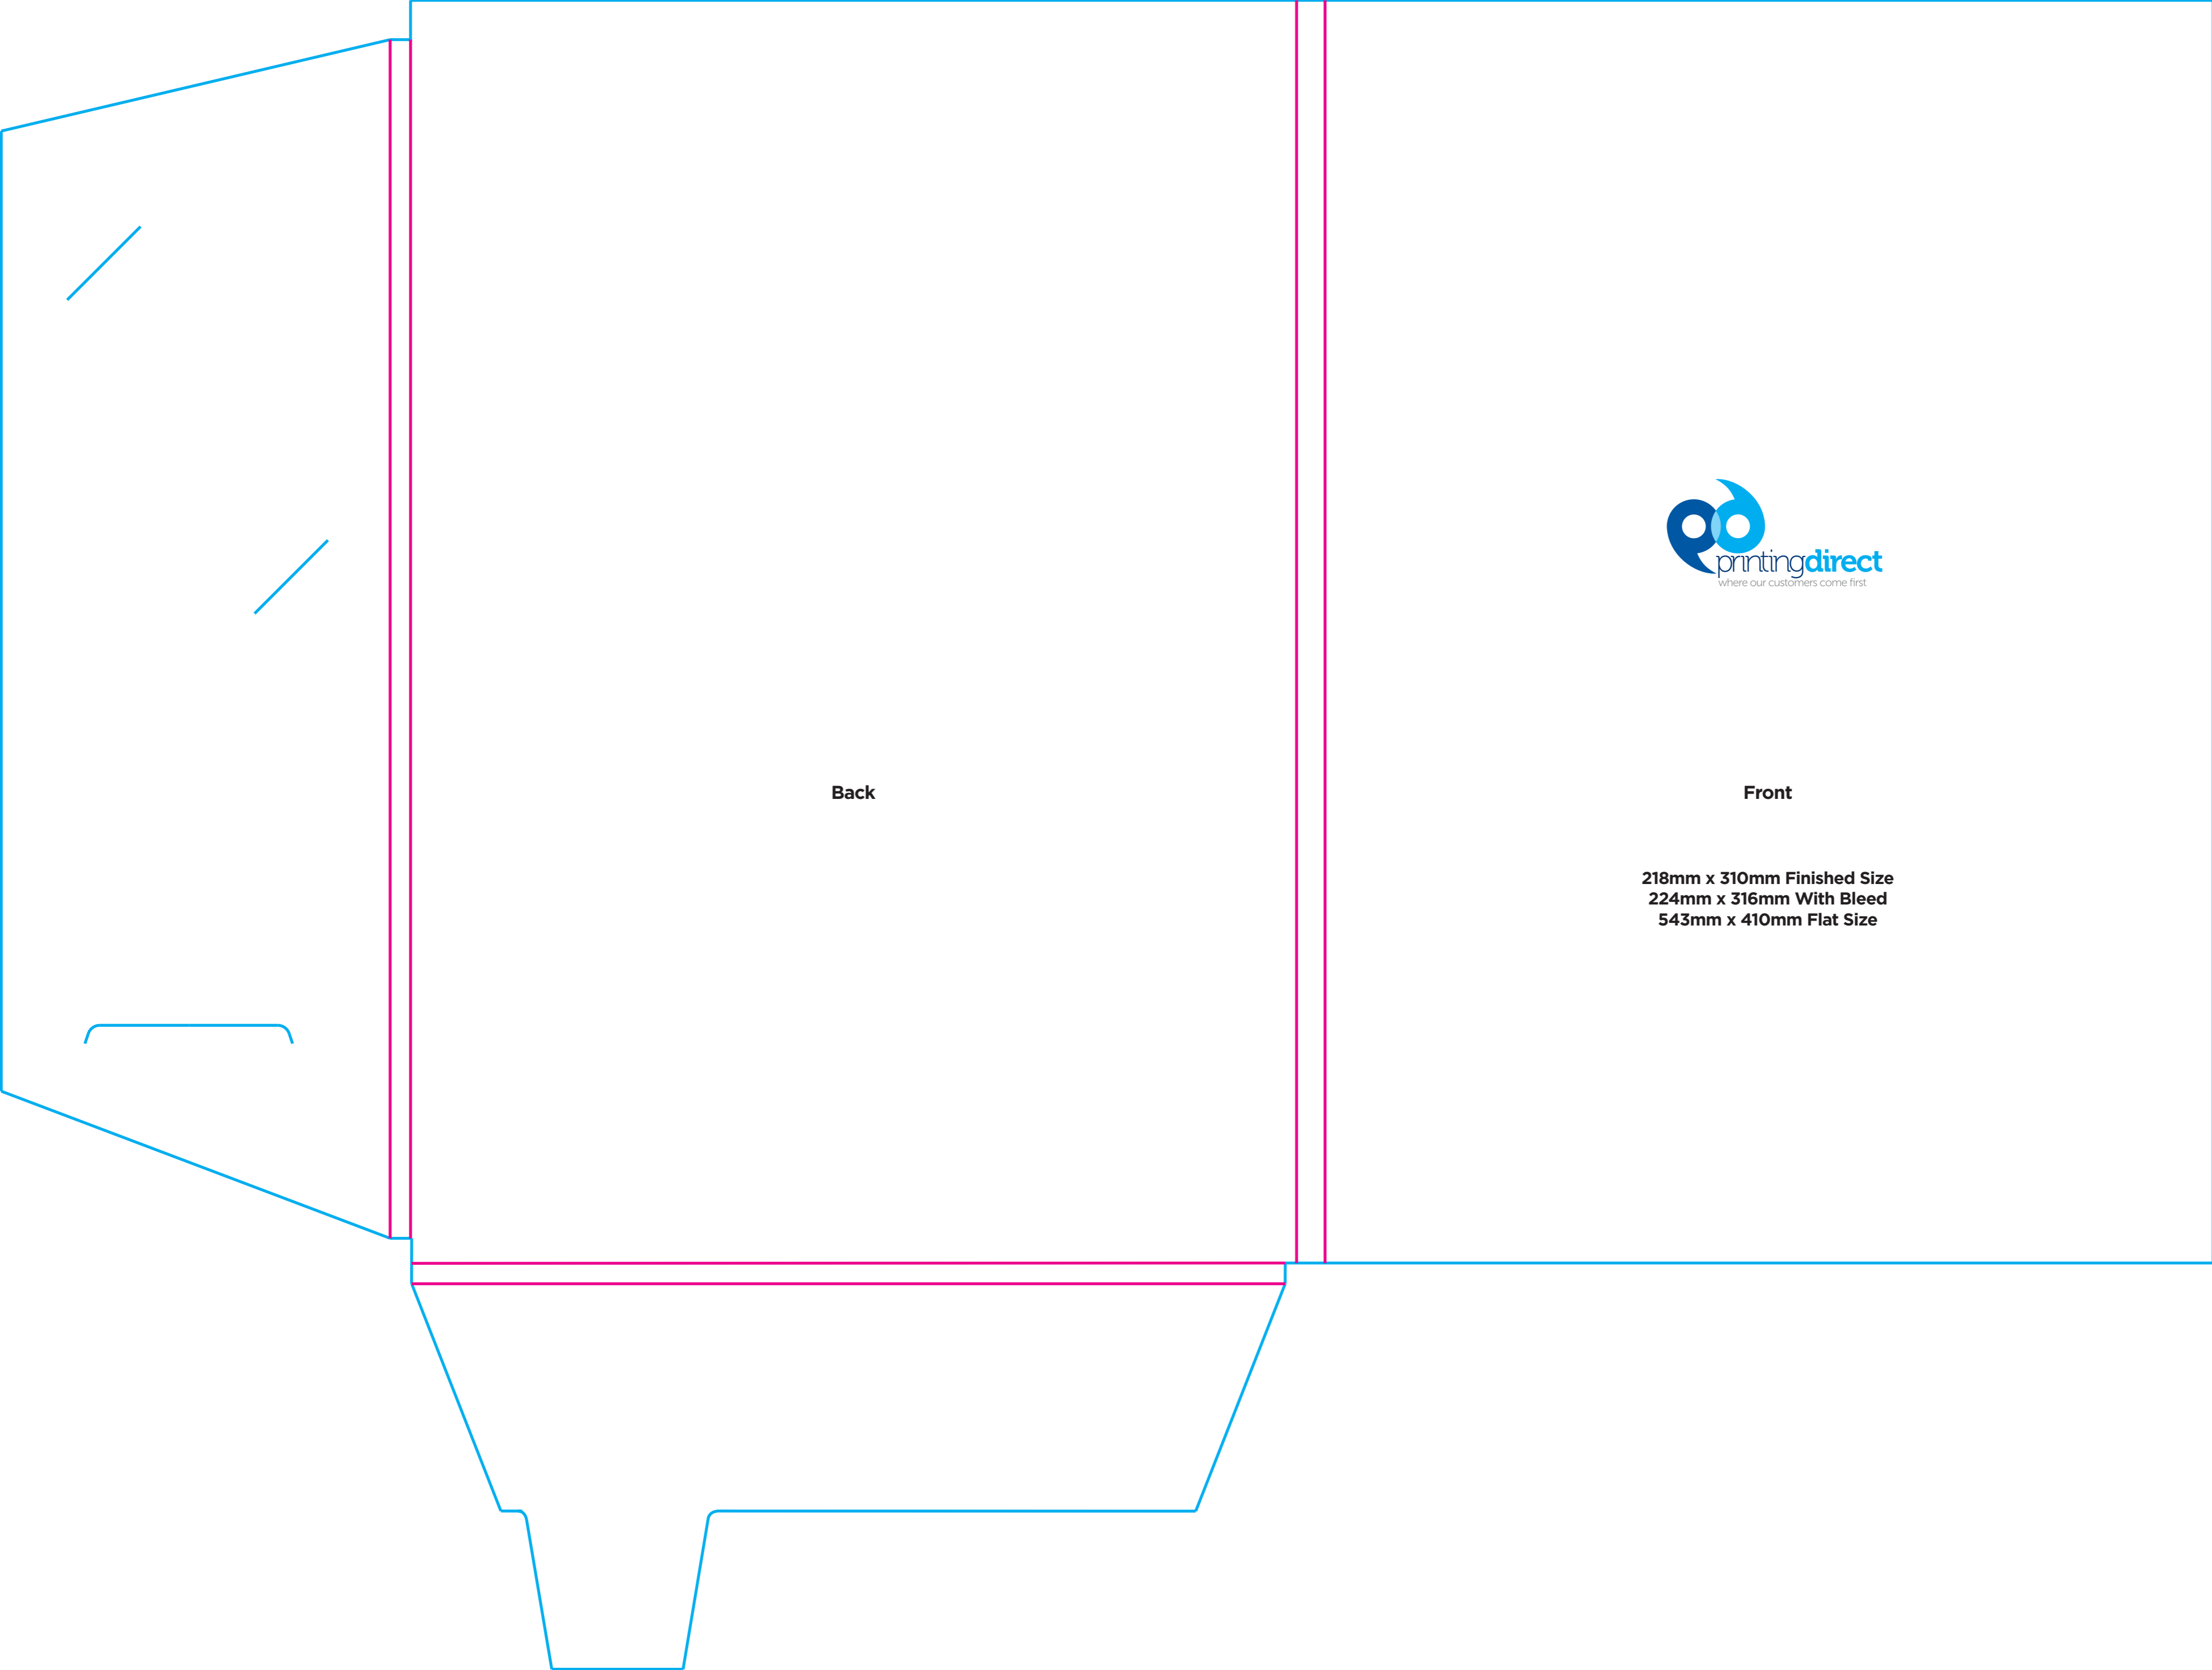 printingdirect
where our customers come first
Back
Front
218mm x 310mm Finished Size
224mm x 316mm With Bleed
543mm x 410mm Flat Size